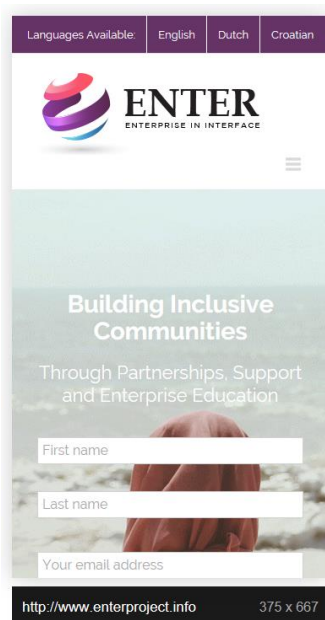 Languages Available: English Dutch Croatian
ENTER
ENTERPRISE IN INTERFACE
Building Inclusive
Communities
Through Partnerships, Support
and Enterprise Education
First name
Last name
Your email address
http://www.enterproject.info 375 x 667